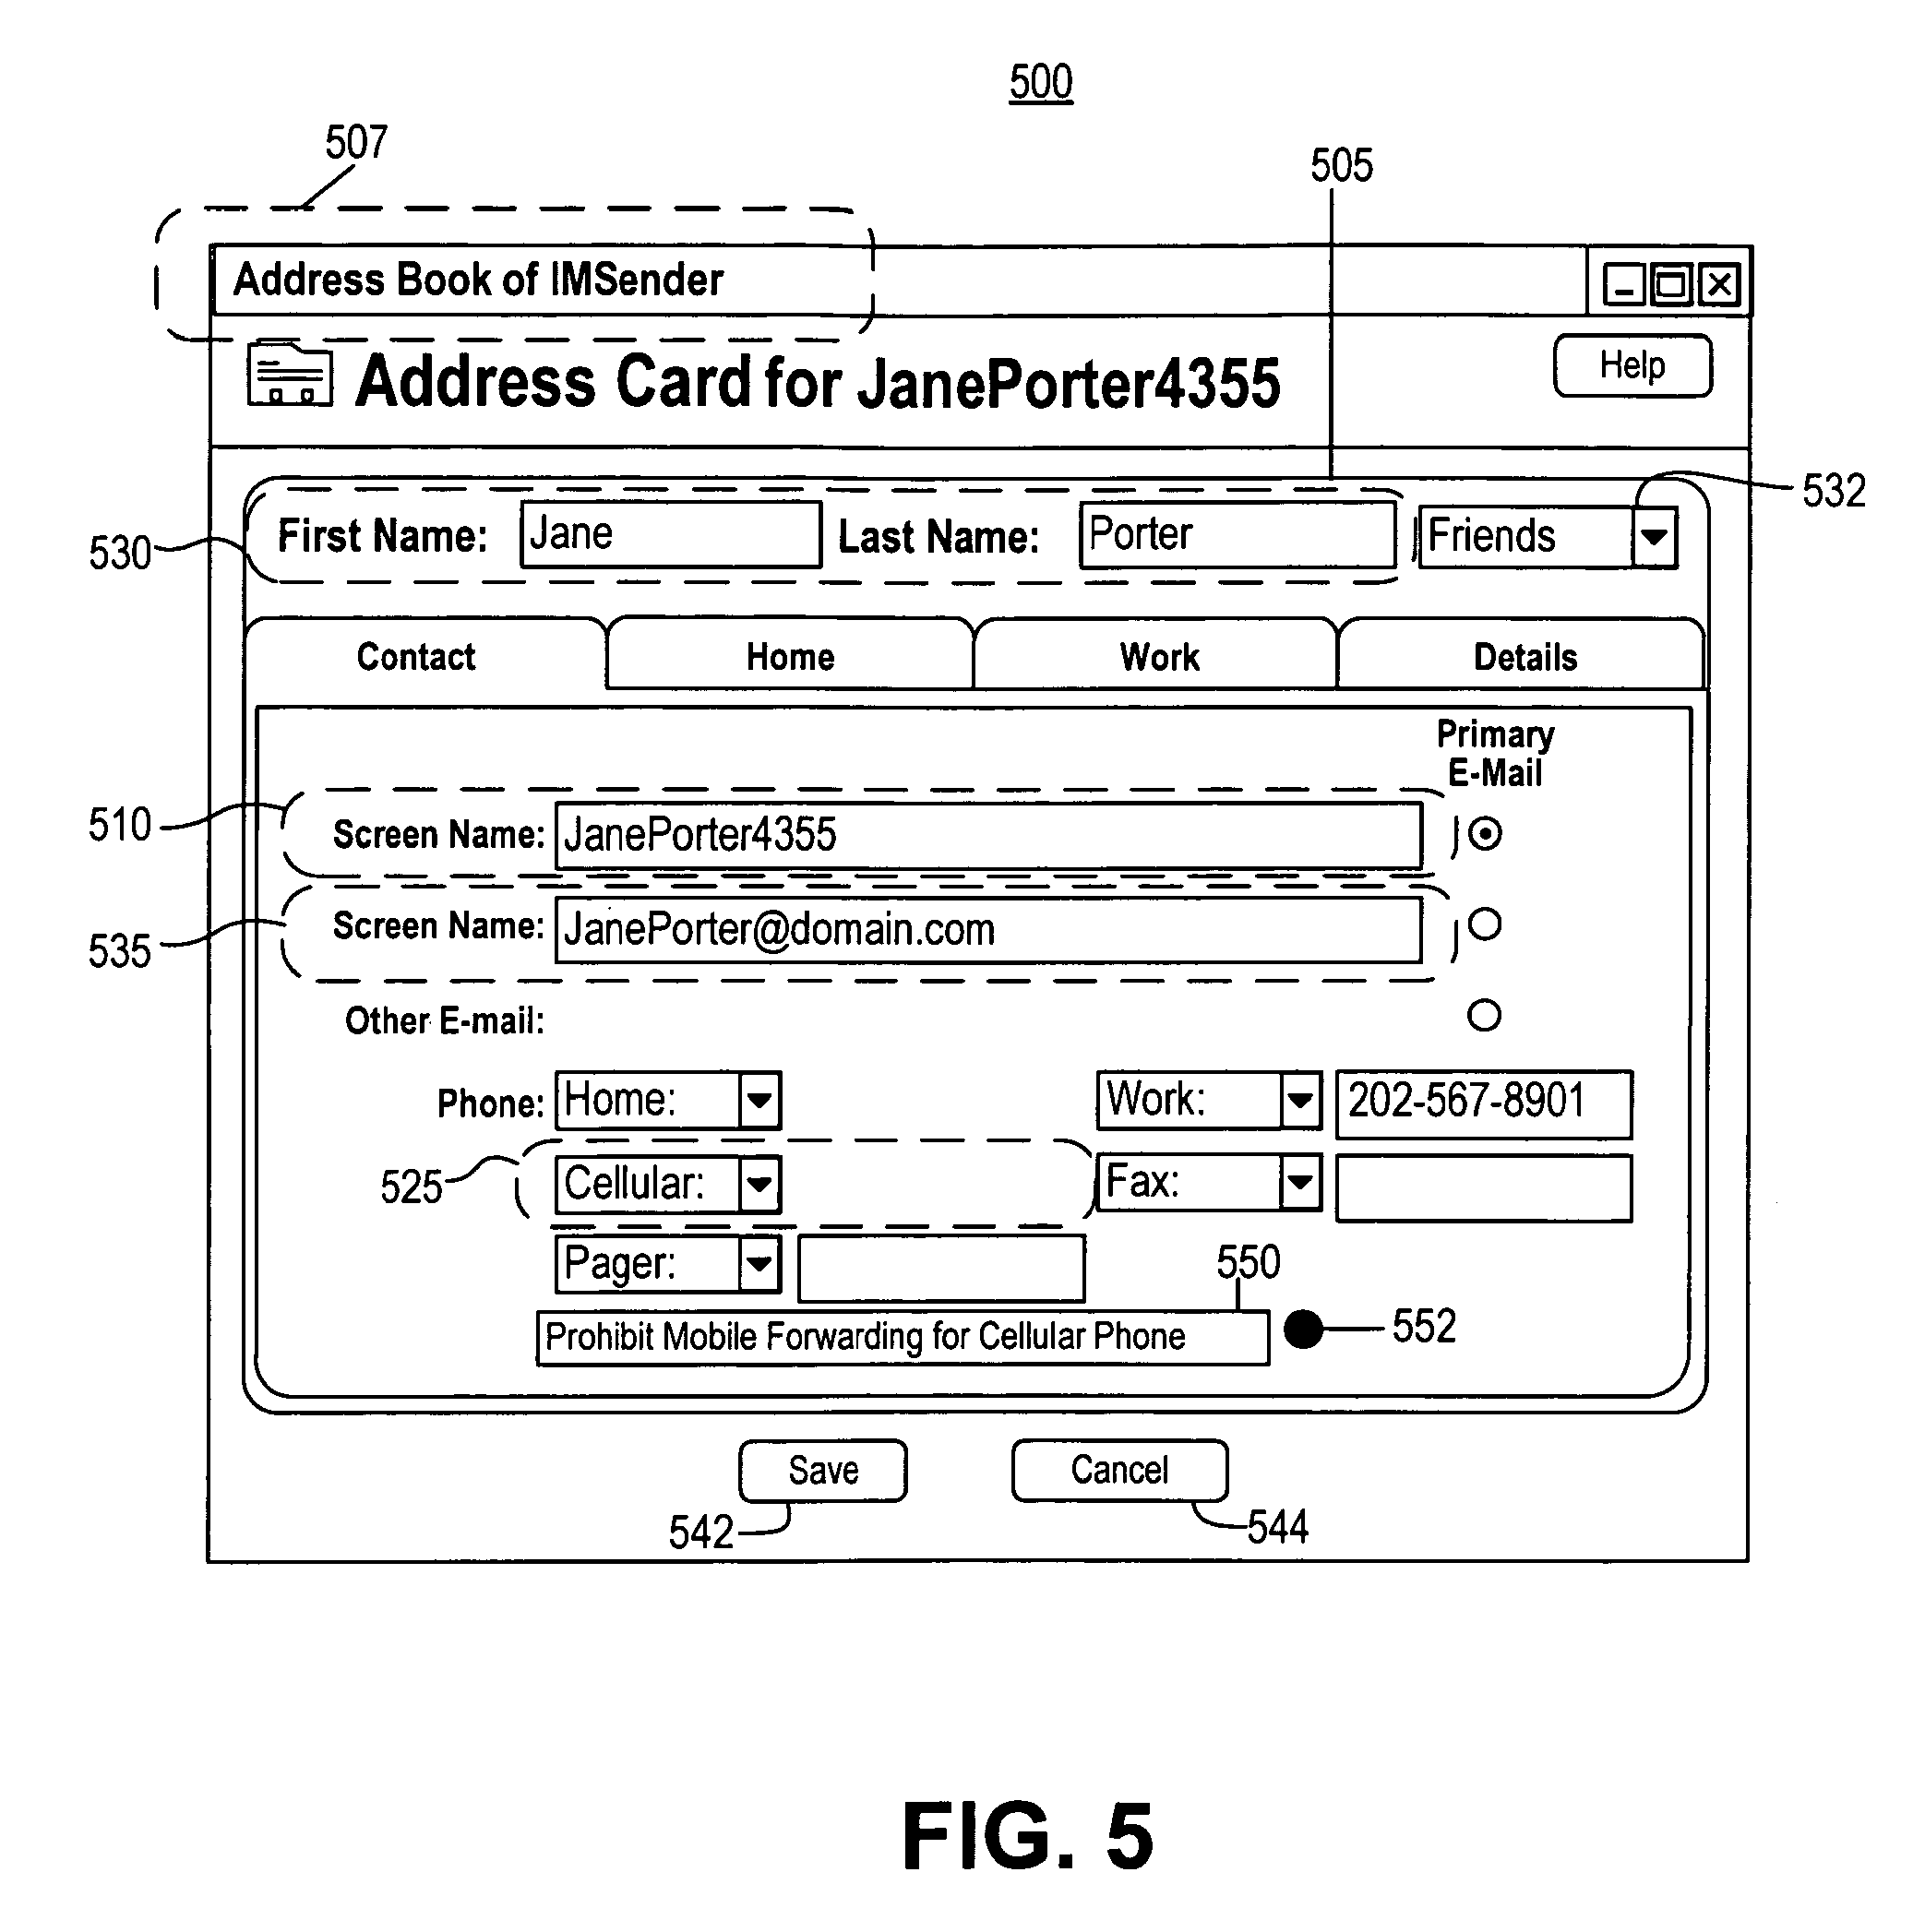 500
507
505
Address Book of IMSender
Address Card for JanePorter4355
Help
First Name: Jane Last Name: Porter Friends
532
530
Contact Home Work Details
Primary
E-Mail
510
Screen Name: JanePorter4355
535
Screen Name: JanePorter@domain.com
Other E-mail:
Phone: Home: Work: 202-567-8901
525
Cellular: Fax:
Pager:
550
Prohibit Mobile Forwarding for Cellular Phone
552
Save Cancel
542
544
FIG. 5